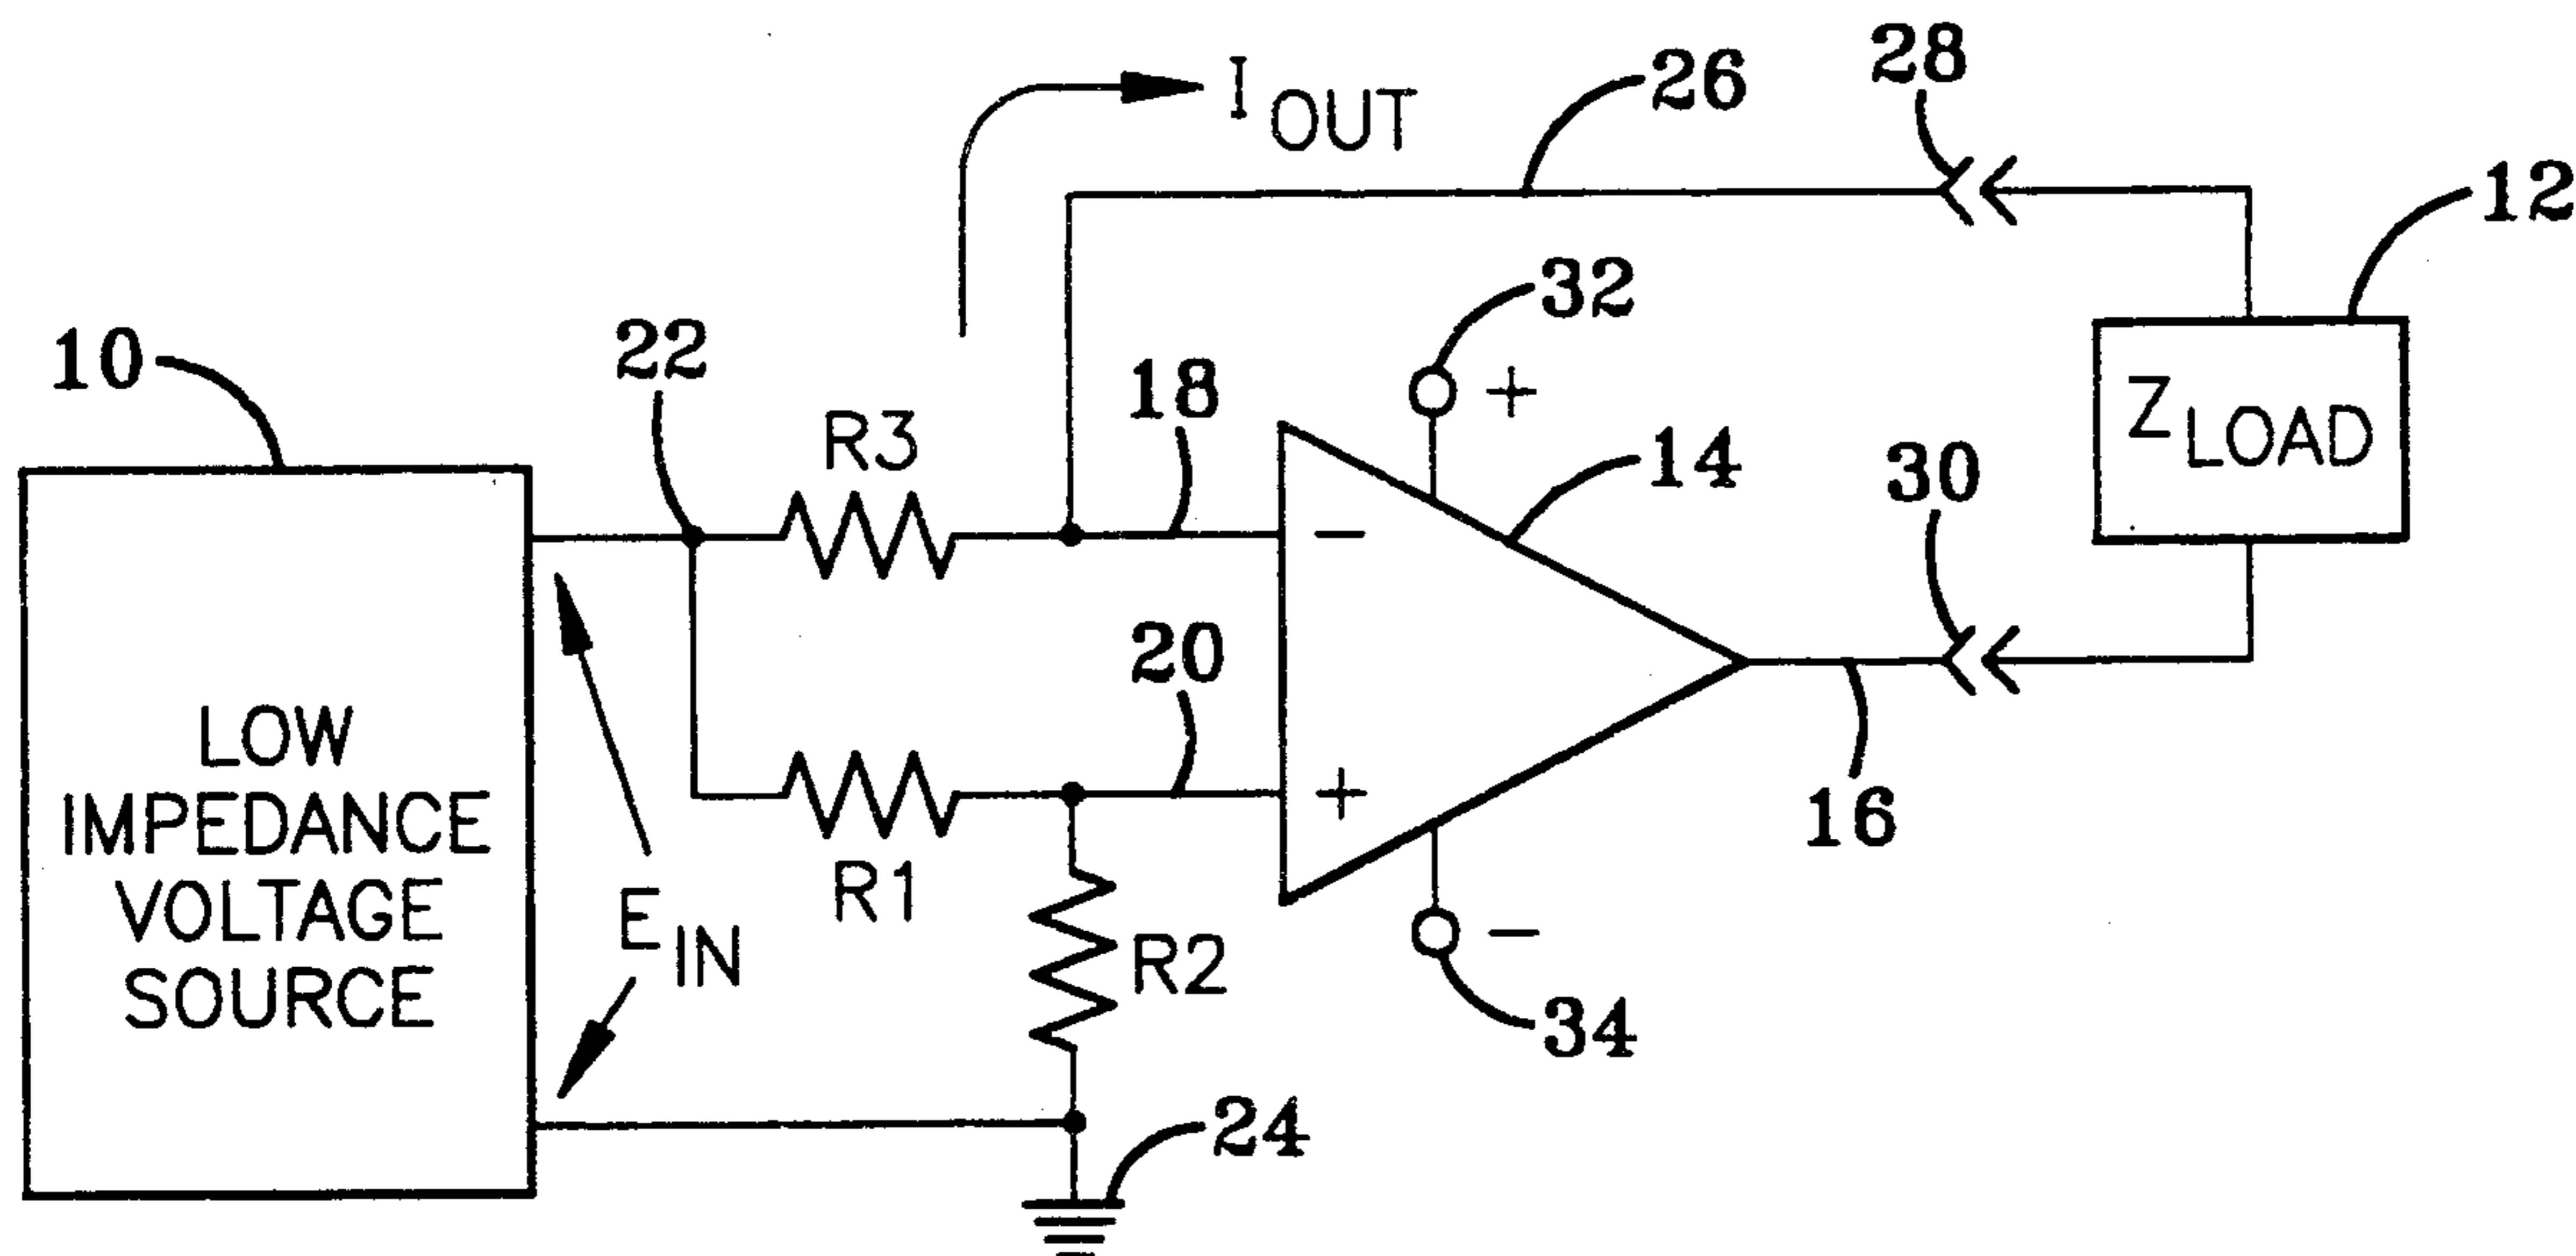 28
I OUT
26
12
32
10
22
18
+
R3
14
Z LOAD
30
−
20
LOW
IMPEDANCE
VOLTAGE
SOURCE
+
16
R1
E IN
R2
−
34
24